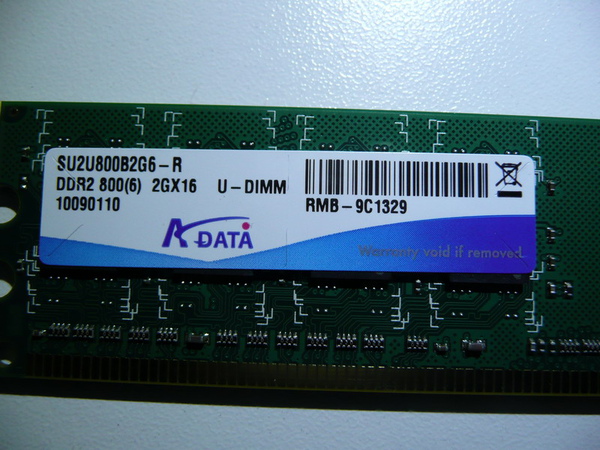 SU2U800B2G6-R
DDR2 800(6) 2GX16 U-DIMM
10090110
RMB-9C1329
ADATA
Warranty void if removed.